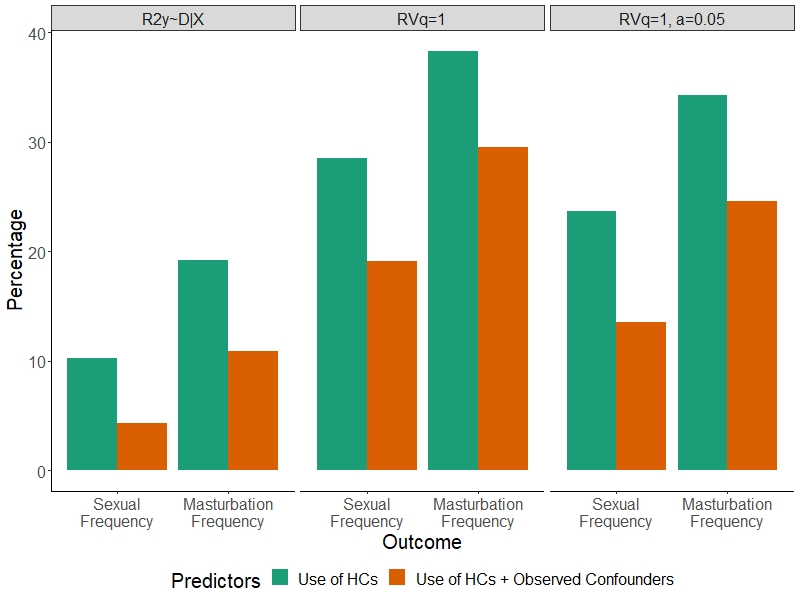 R2y~D|X
RVq=1
RVq=1, a=0.05
Percentage
40
30
20
10
0
Sexual
Frequency
Masturbation
Frequency
Sexual
Frequency
Masturbation
Frequency
Sexual
Frequency
Masturbation
Frequency
Outcome
Predictors
Use of HCs
Use of HCs + Observed Confounders